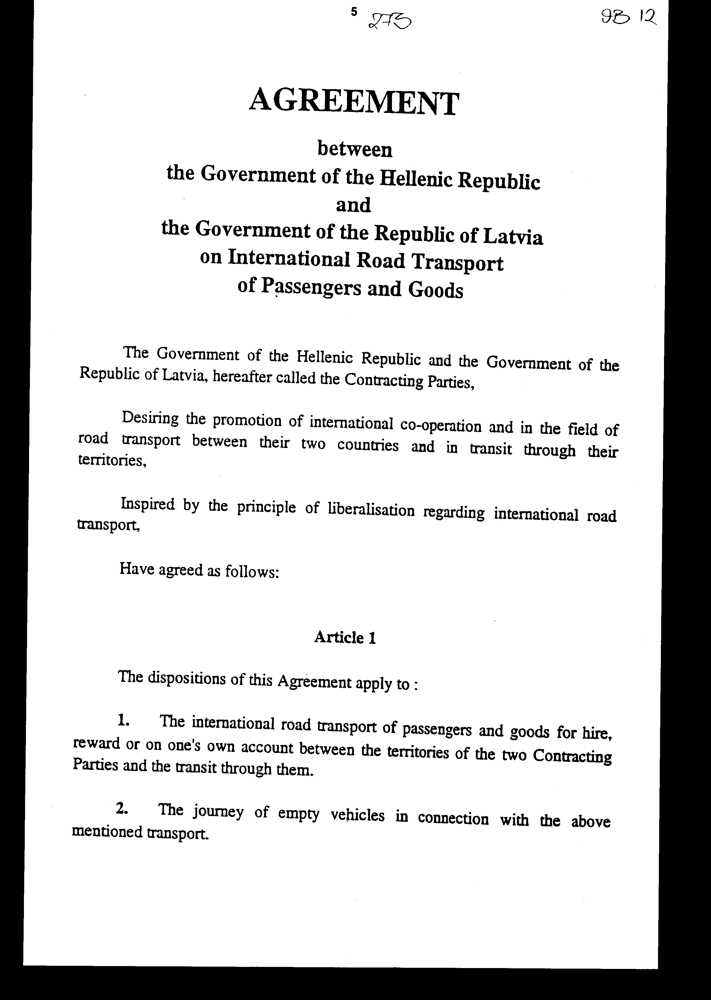 5 273 9B 12
AGREEMENT
between
the Government of the Hellenic Republic
and
the Government of the Republic of Latvia
on International Road Transport
of Passengers and Goods
The Government of the Hellenic Republic and the Government of the
Republic of Latvia, hereafter called the Contracting Parties,
Desiring the promotion of international co-operation and in the field of
road transport between their two countries and in transit through their
territories,
Inspired by the principle of liberalisation regarding international road
transport,
Have agreed as follows:
Article 1
The dispositions of this Agreement apply to :
1. The international road transport of passengers and goods for hire,
reward or on one's own account between the territories of the two Contracting
Parties and the transit through them.
2. The journey of empty vehicles in connection with the above
mentioned transport.